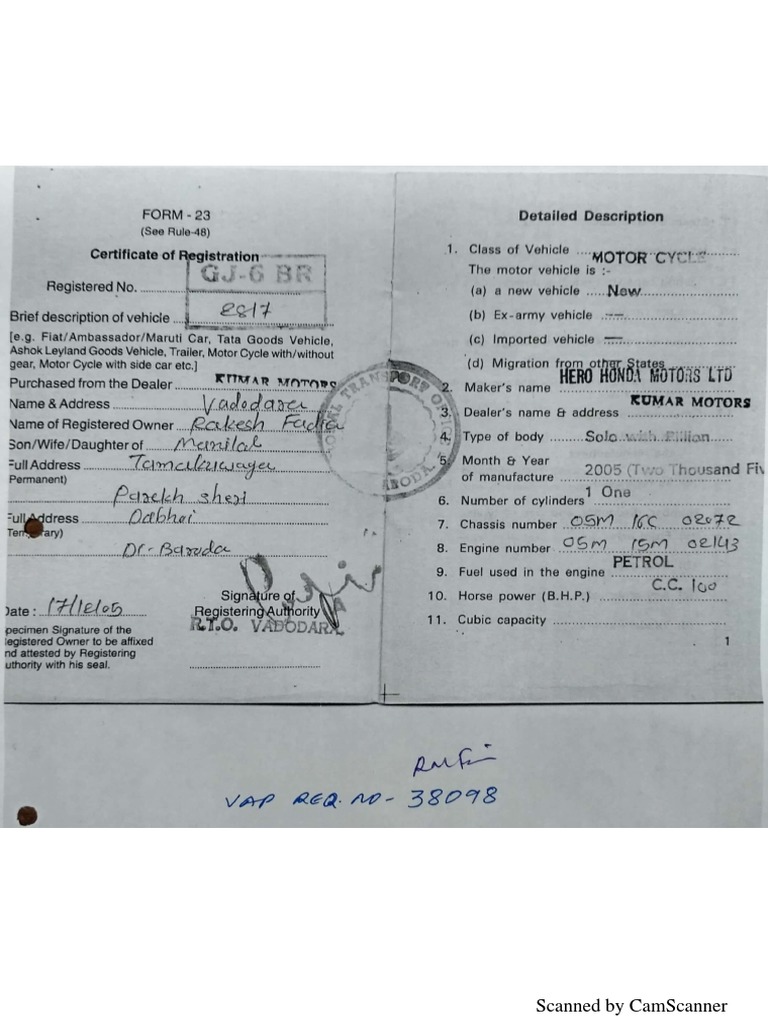 FORM - 23
(See Rule-48)
Certificate of Registration
Registered No. GJ-6 BR
2817
Brief description of vehicle
[e.g. Fiat/Ambassador/Maruti Car, Tata Goods Vehicle,
Ashok Leyland Goods Vehicle, Trailer, Motor Cycle with/without
gear, Motor Cycle with side car etc.]
Purchased from the Dealer KUMAR MOTORS
Name & Address Vadodara
Name of Registered Owner Rakesh Fadia
Son/Wife/Daughter of Manilal
Full Address
Permanent)
Parekh Sheri
Full Address Dabhoi
Baroda
Date : 17/12/05
Signature of
Registering Authority
R.T.O. VADODARA
pecimen Signature of the
egistered Owner to be affixed
nd attested by Registering
uthority with his seal.
Detailed Description
1. Class of Vehicle MOTOR CYCLE
The motor vehicle is :-
(a) a new vehicle New
(b) Ex-army vehicle
(c) Imported vehicle
(d) Migration from other States
2. Maker's name HERO HONDA MOTORS LTD
3. Dealer's name & address KUMAR MOTORS
4. Type of body Solo with Pillion
5. Month & Year
of manufacture 2005 (Two Thousand Fiv
6. Number of cylinders 1 One
7. Chassis number 05M 16C 02072
8. Engine number 05M 15M 02143
9. Fuel used in the engine PETROL
10. Horse power (B.H.P.) C.C. 100
11. Cubic capacity
1
VAP REQ. NO - 38098
Scanned by CamScanner